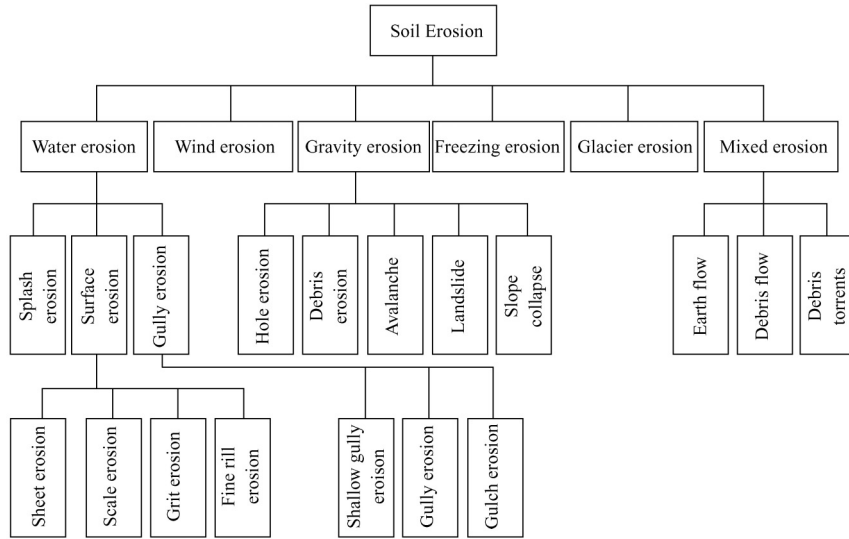 Soil Erosion
Water erosion
Wind erosion
Gravity erosion
Freezing erosion
Glacier erosion
Mixed erosion
Splash
erosion
Surface
erosion
Gully erosion
Hole erosion
Debris
erosion
Avalanche
Landslide
Slope
collapse
Earth flow
Debris flow
Debris
torrents
Sheet erosion
Scale erosion
Grit erosion
Fine rill
erosion
Shallow gully
eroison
Gully erosion
Gulch erosion